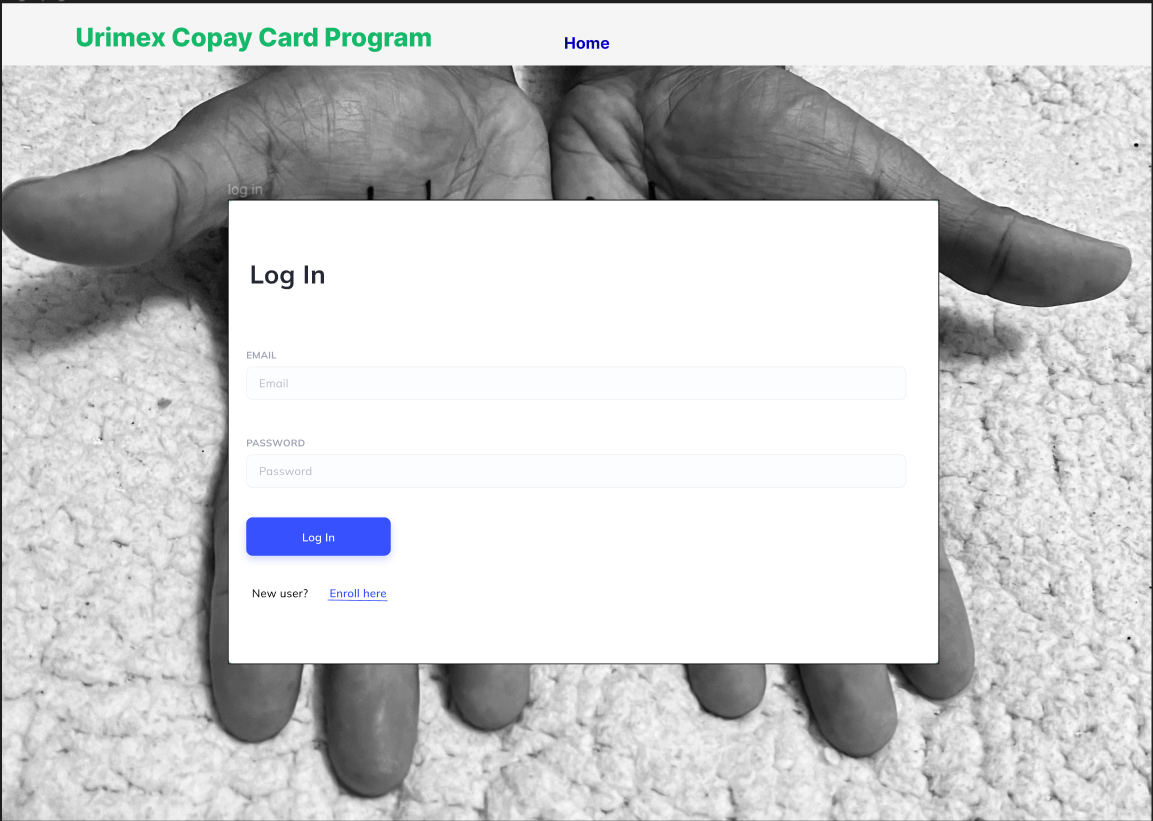 Urimex Copay Card Program
Home
log in
Log In
EMAIL
Email
PASSWORD
Password
Log In
New user? Enroll here